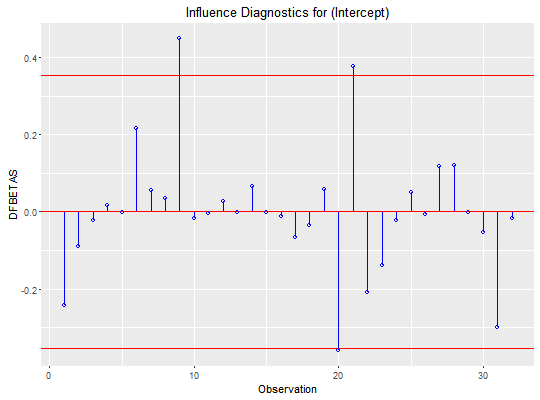 Influence Diagnostics for (Intercept)
0.4
0.2
0.0
-0.2
DFBETAS
0
10
20
30
Observation